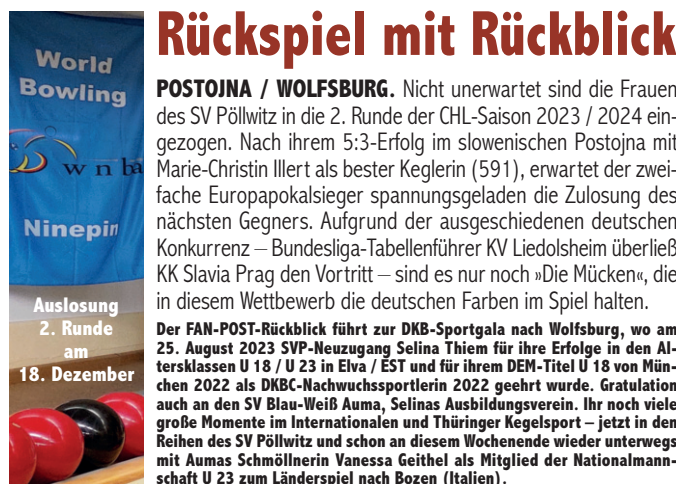 World
Bowling
w n ba
Ninepin
Auslosung
2. Runde
am
18. Dezember
Rückspiel mit Rückblick
POSTOJNA / WOLFSBURG. Nicht unerwartet sind die Frauen
des SV Pöllwitz in die 2. Runde der CHL-Saison 2023 / 2024 ein-
gezogen. Nach ihrem 5:3-Erfolg im slowenischen Postojna mit
Marie-Christin Illert als bester Keglerin (591), erwartet der zwei-
fache Europapokalsieger spannungsgeladen die Zulosung des
nächsten Gegners. Aufgrund der ausgeschiedenen deutschen
Konkurrenz – Bundesliga-Tabellenführer KV Liedolsheim überließ
KK Slavia Prag den Vortritt – sind es nur noch »Die Mücken«, die
in diesem Wettbewerb die deutschen Farben im Spiel halten.
Der FAN-POST-Rückblick führt zur DKB-Sportgala nach Wolfsburg, wo am
25. August 2023 SVP-Neuzugang Selina Thiem für ihre Erfolge in den Al-
tersklassen U 18 / U 23 in Elva / EST und für ihrem DEM-Titel U 18 von Mün-
chen 2022 als DKBC-Nachwuchssportlerin 2022 geehrt wurde. Gratulation
auch an den SV Blau-Weiß Auma, Selinas Ausbildungsverein. Ihr noch viele
große Momente im Internationalen und Thüringer Kegelsport – jetzt in den
Reihen des SV Pöllwitz und schon an diesem Wochenende wieder unterwegs
mit Aumas Schmöllnerin Vanessa Geithel als Mitglied der Nationalmann-
schaft U 23 zum Länderspiel nach Bozen (Italien).